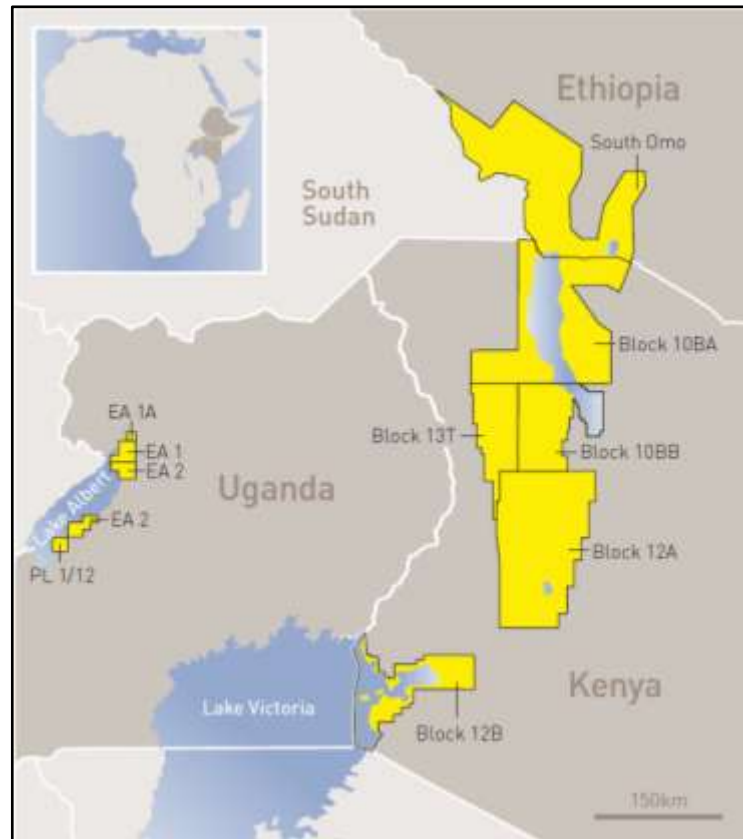 Ethiopia
South Omo
South
Sudan
Block 10BA
EA 1A
EA 1
EA 2
Block 13T
Block 10BB
Uganda
Lake Albert
EA 2
Block 12A
PL 1/12
Kenya
Lake Victoria
Block 12B
150km